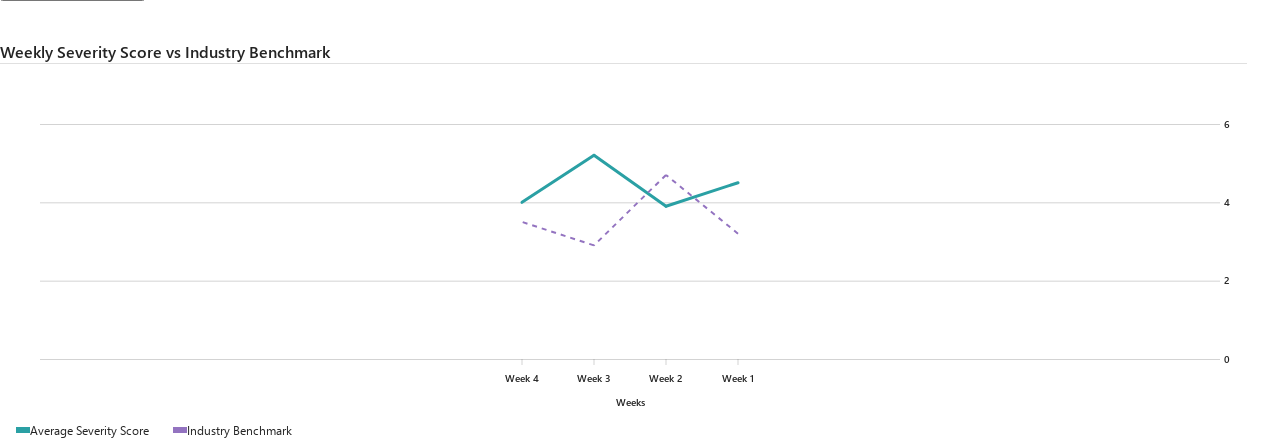 Weekly Severity Score vs Industry Benchmark
6
4
2
0
Week 4 Week 3 Week 2 Week 1
Weeks
Average Severity Score Industry Benchmark